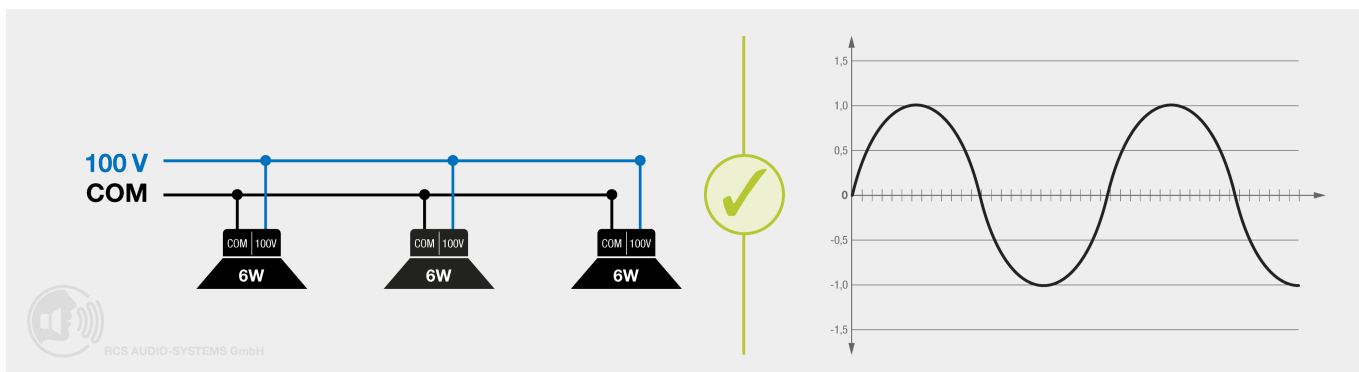 100 V
COM
COM 100V
6W
COM 100V
6W
COM 100V
6W
RCS AUDIO-SYSTEMS GmbH
1,5
1,0
0,5
0
-0,5
-1,0
-1,5